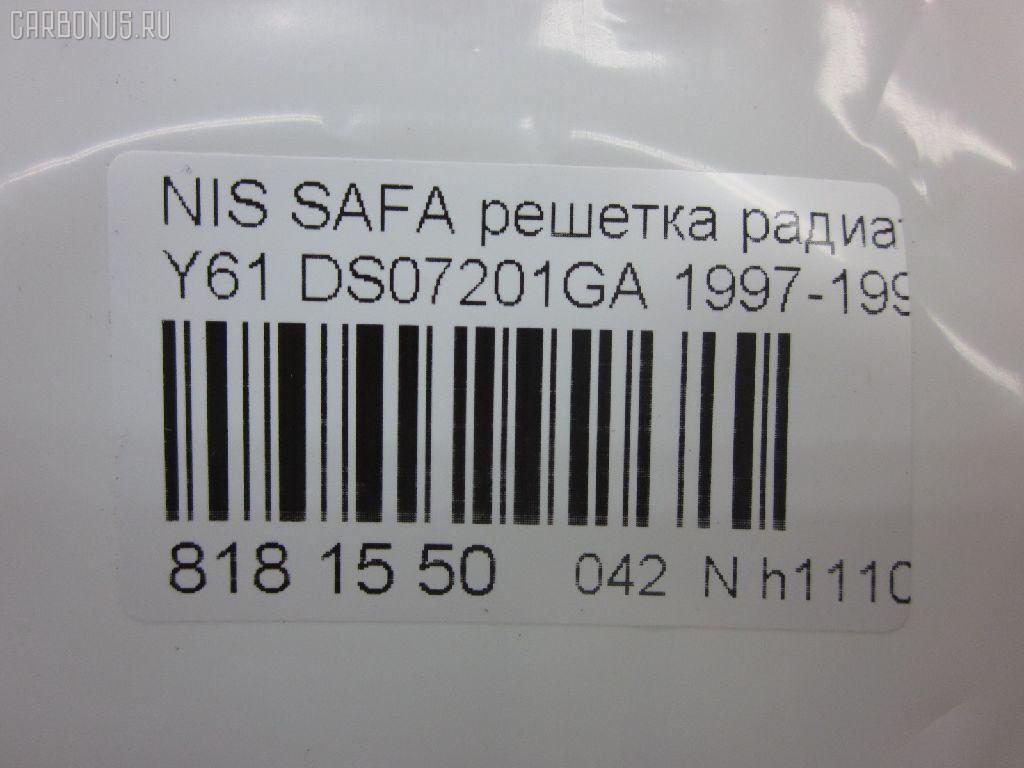 CARBONUS.RU
NIS SAFA решетка радиат
Y61 DS07201GA 1997-199
818 15 50 042 N h1110